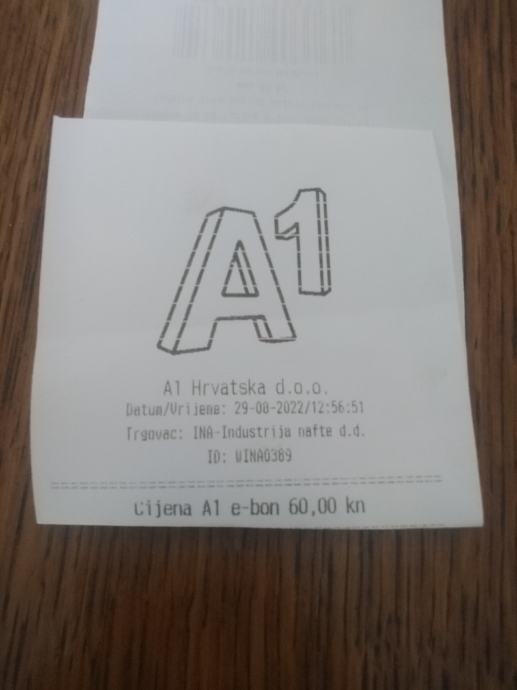 A1
A1 Hrvatska d.o.o.
Datum/Vrijeme: 29-08-2022/12:56:51
Trgovac: INA-Industrija nafte d.d.
ID: WINA0389
Cijena A1 e-bon 60,00 kn